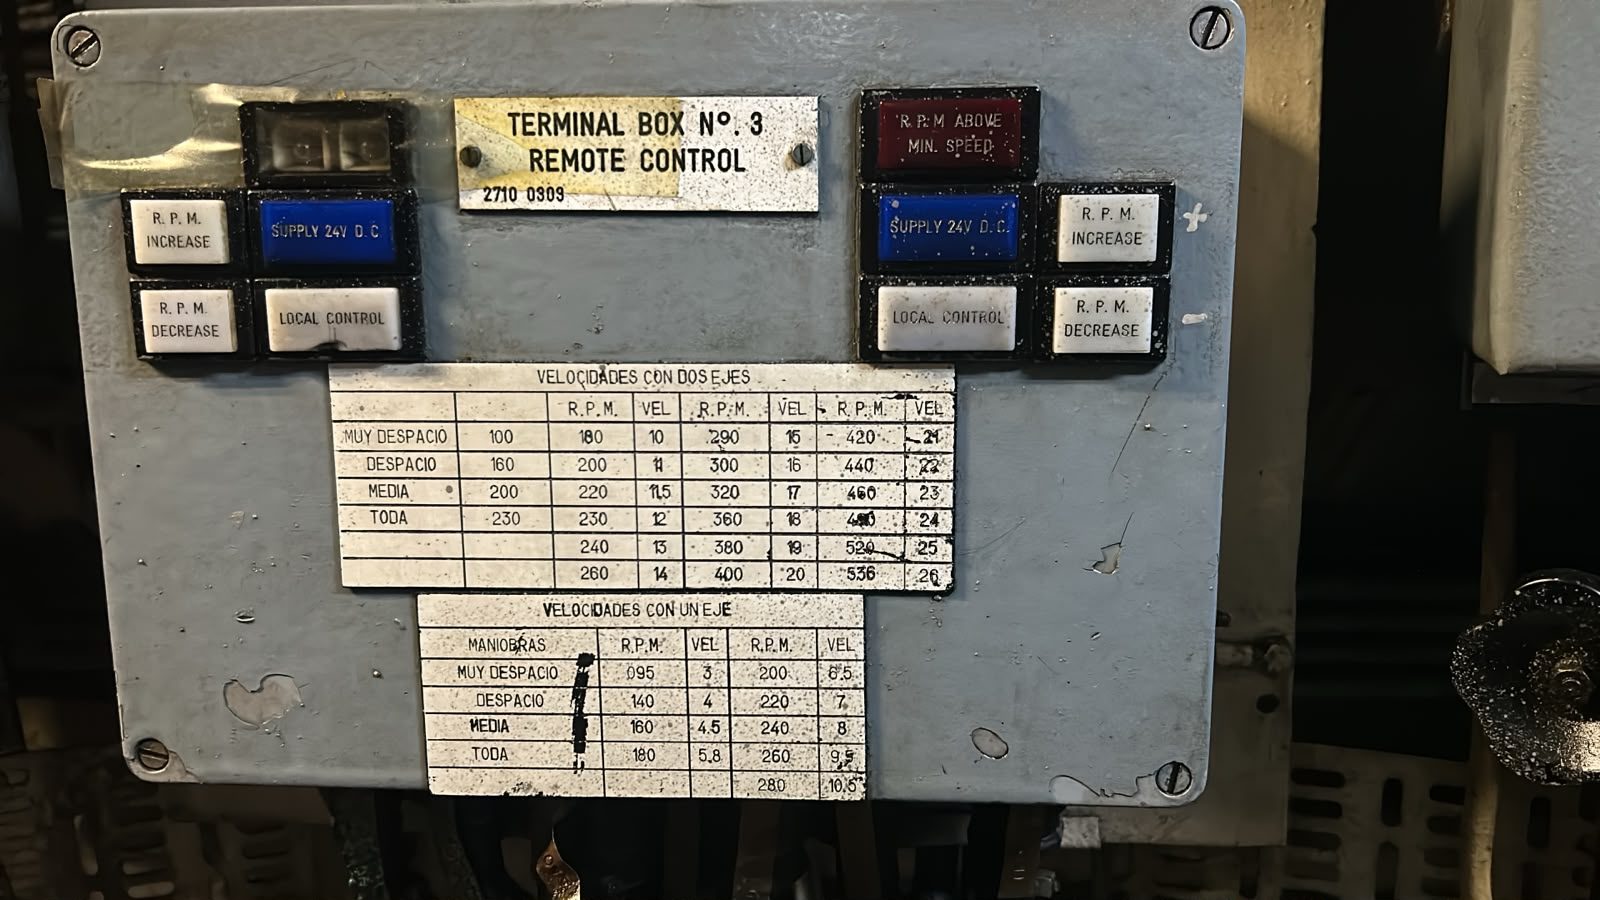 TERMINAL BOX Nº. 3
REMOTE CONTROL
2710 0309
R. P. M. INCREASE
SUPPLY 24V D. C
R. P. M. DECREASE
LOCAL CONTROL
R. P. M ABOVE
MIN. SPEED
SUPPLY 24V D. C.
R. P. M. INCREASE
LOCAL CONTROL
R. P. M. DECREASE
+
-
VELOCIDADES CON DOS EJES
R.P.M. VEL R.P.M. VEL R.P.M. VEL
MUY DESPACIO 100 180 10 290 15 420 21
DESPACIO 160 200 11 300 16 440 22
MEDIA 200 220 11.5 320 17 460 23
TODA 230 230 12 360 18 24
240 13 380 19 520 25
260 14 400 20 536 26
VELOCIDADES CON UN EJE
MANIOBRAS R.P.M. VEL R.P.M. VEL
MUY DESPACIO 095 3 200 6.5
DESPACIO 140 4 220 7
MEDIA 160 4.5 240 8
TODA 180 5.8 260 9.5
280 10.5